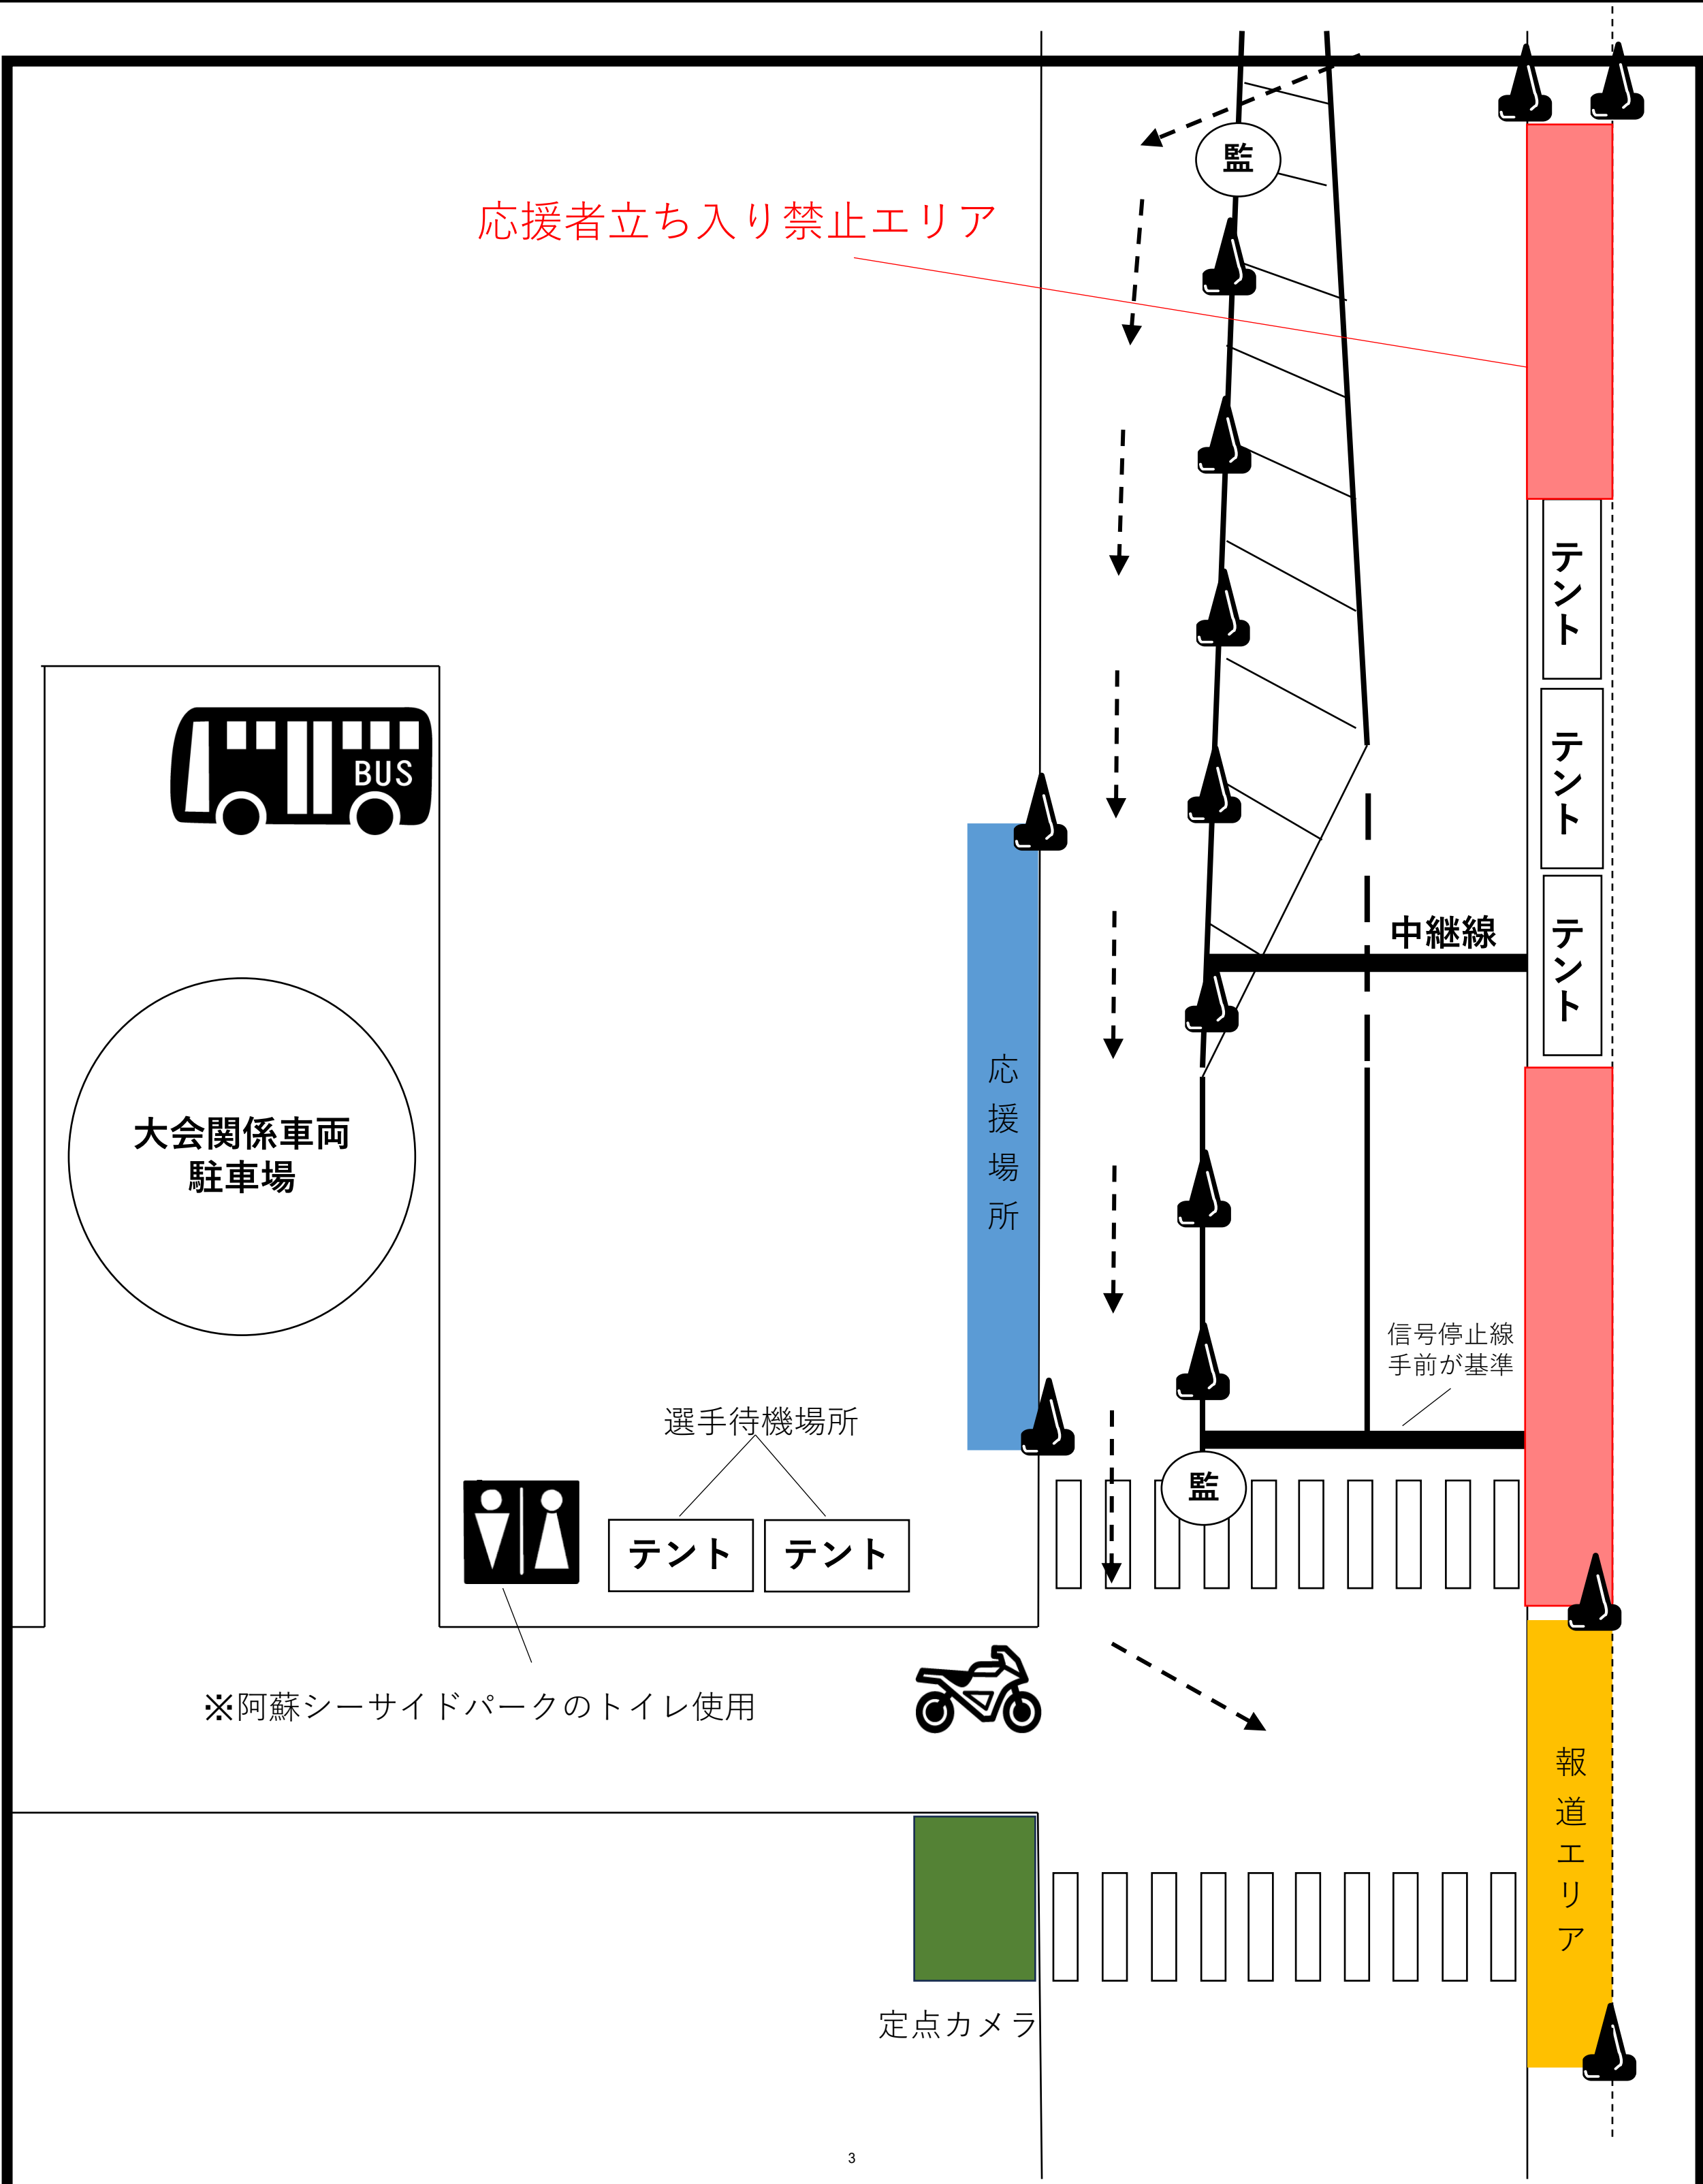 監
応援者立ち入り禁止エリア
テント
BUS
テント
中継線
テント
応援場所
大会関係車両
駐車場
信号停止線
手前が基準
選手待機場所
監
テント
テント
※阿蘇シーサイドパークのトイレ使用
報道エリア
定点カメラ
3